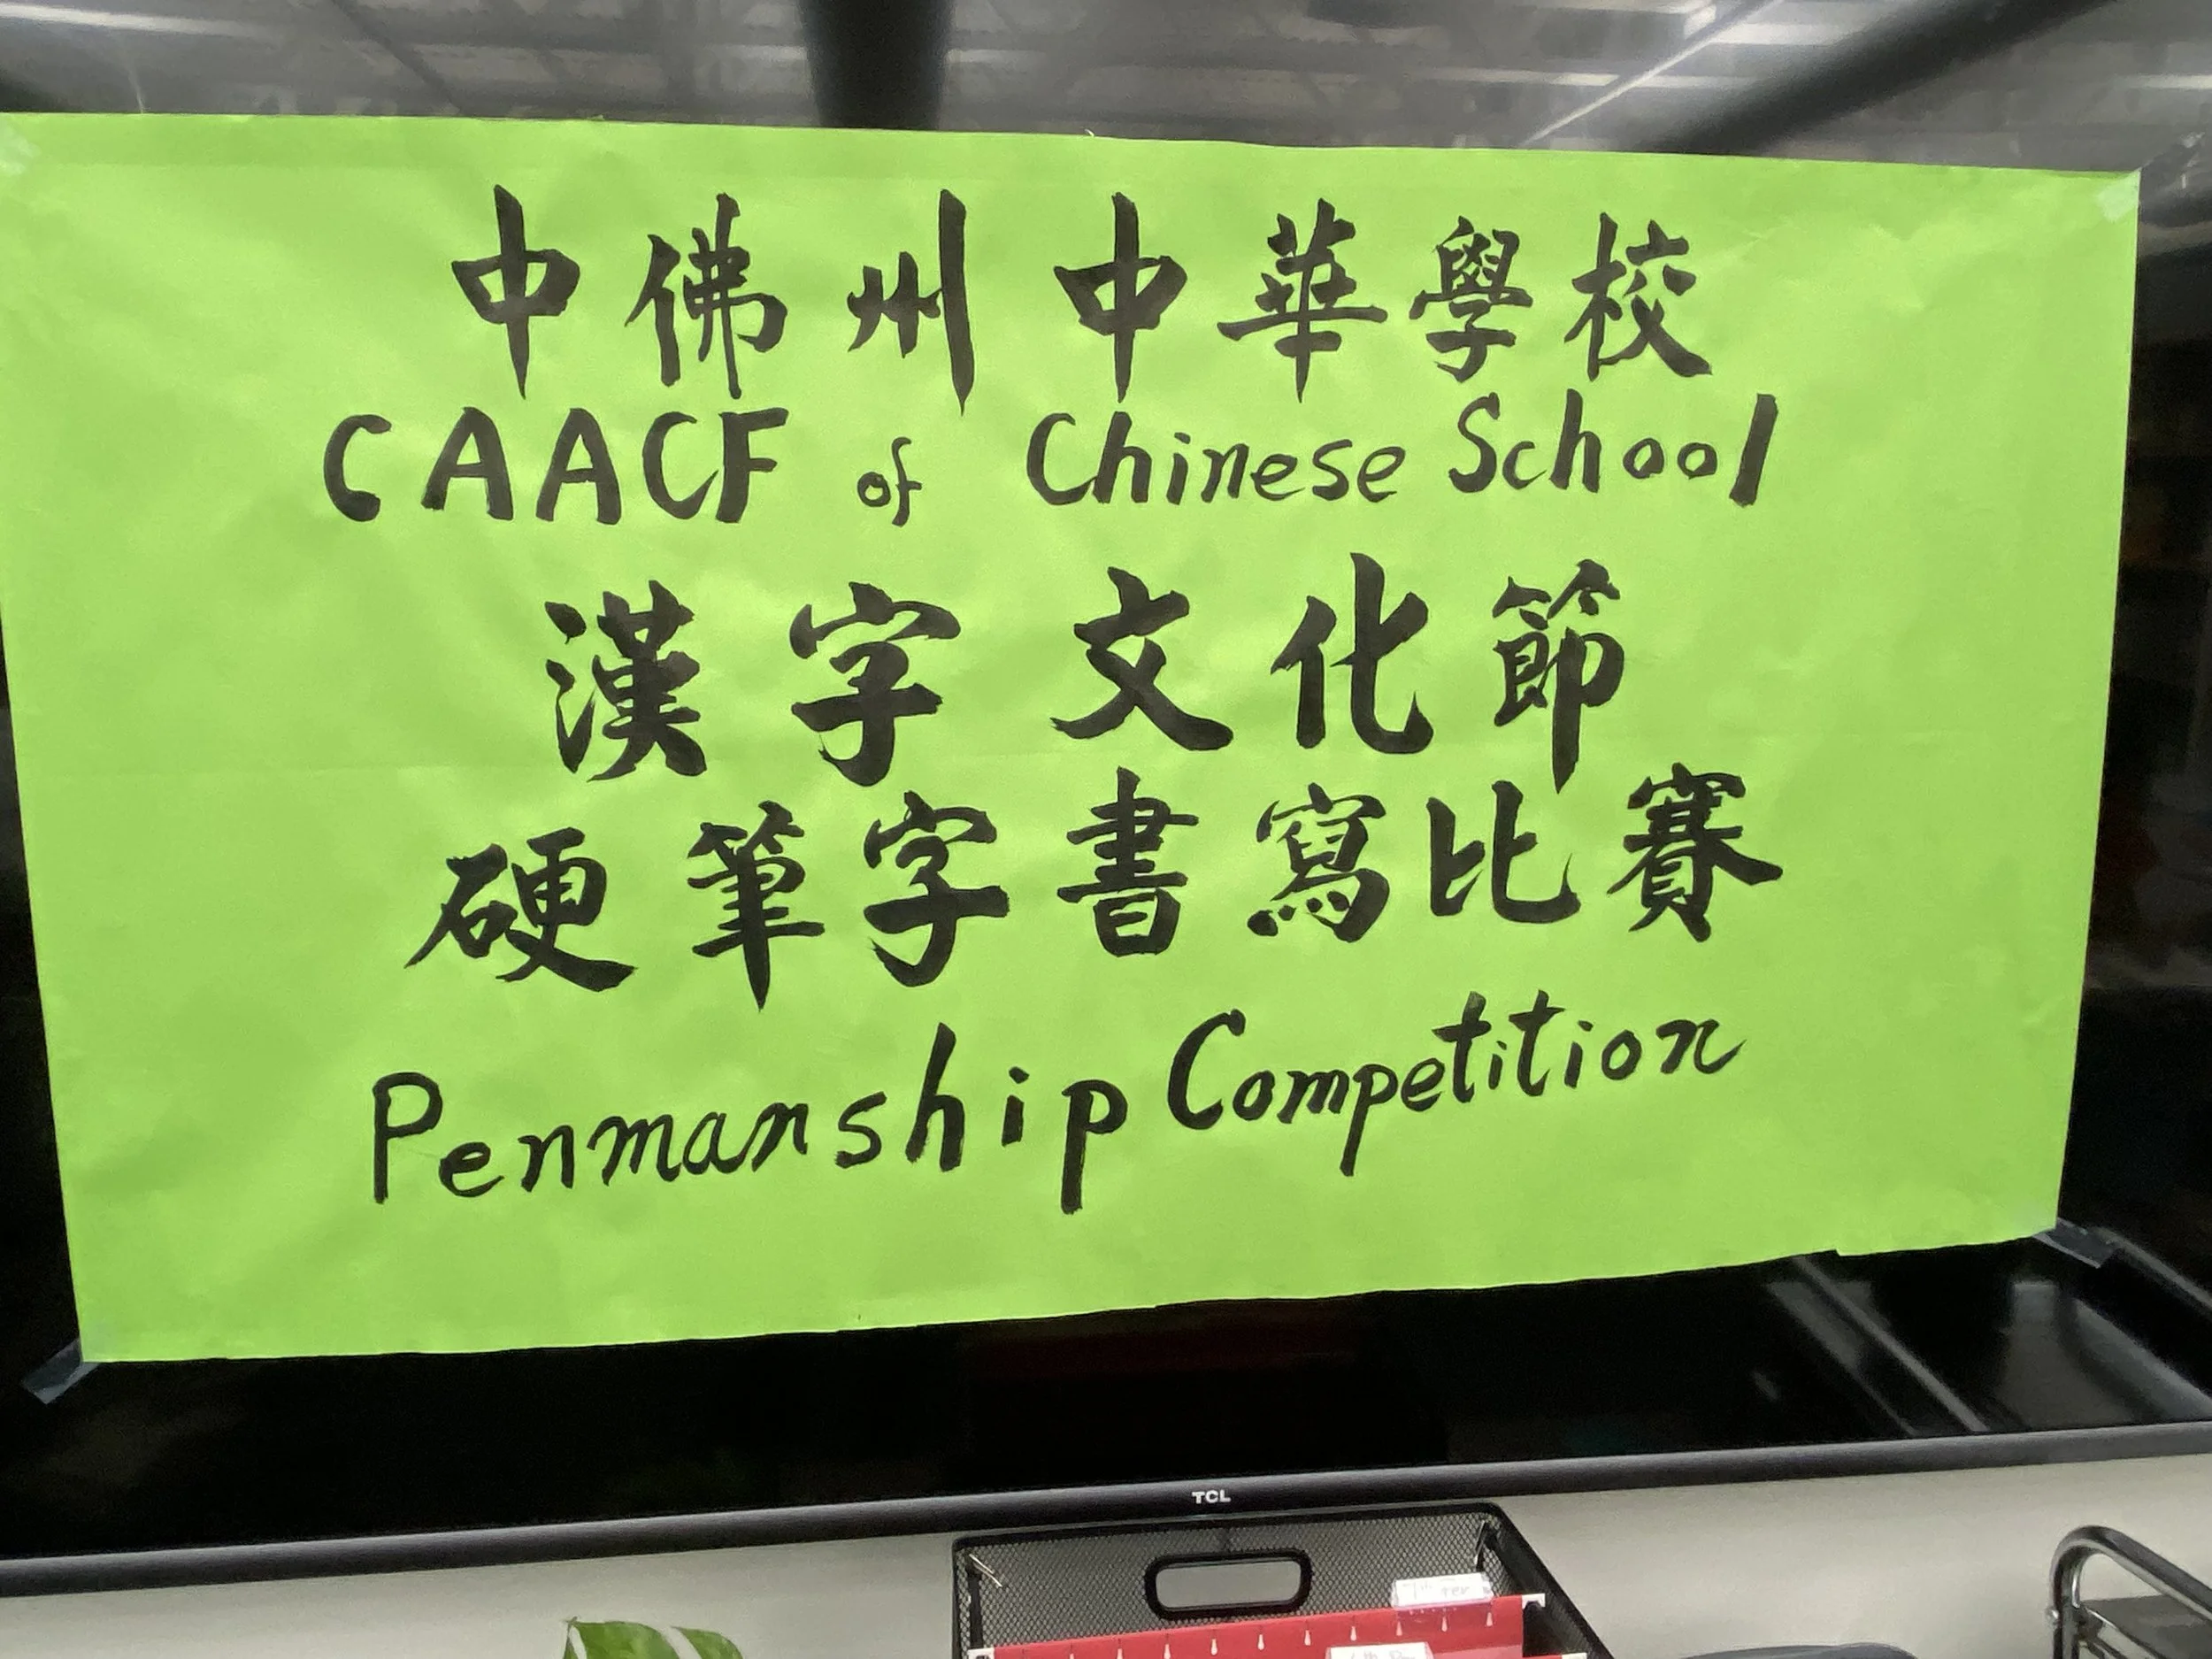 中佛州中華學校
CAACF of Chinese School
漢字文化節
硬筆字書寫比賽
Penmanship Competition
TCL